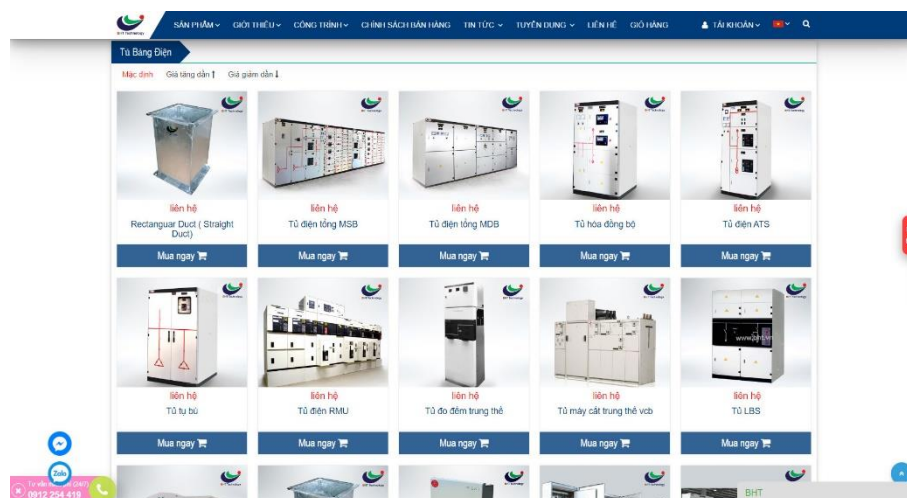 SẢN PHẨM GIỚI THIỆU CÔNG TRÌNH CHÍNH SÁCH BÁN HÀNG TIN TỨC TUYỂN DỤNG LIÊN HỆ GIỎ HÀNG TÀI KHOẢN
Tủ Bảng Điện
Mặc định Giá tăng dần Giá giảm dần
liên hệ liên hệ liên hệ liên hệ liên hệ
Rectanguar Duct ( Straight Duct) Tủ điện tổng MSB Tủ điện tổng MDB Tủ hòa đồng bộ Tủ điện ATS
Mua ngay Mua ngay Mua ngay Mua ngay Mua ngay
www.bht.vn
liên hệ liên hệ liên hệ liên hệ liên hệ
Tủ tụ bù Tủ điện RMU Tủ đo đếm trung thế Tủ máy cắt trung thế vcb Tủ LBS
Mua ngay Mua ngay Mua ngay Mua ngay Mua ngay
Zalo
(24/7)
0912 254 419
BHT